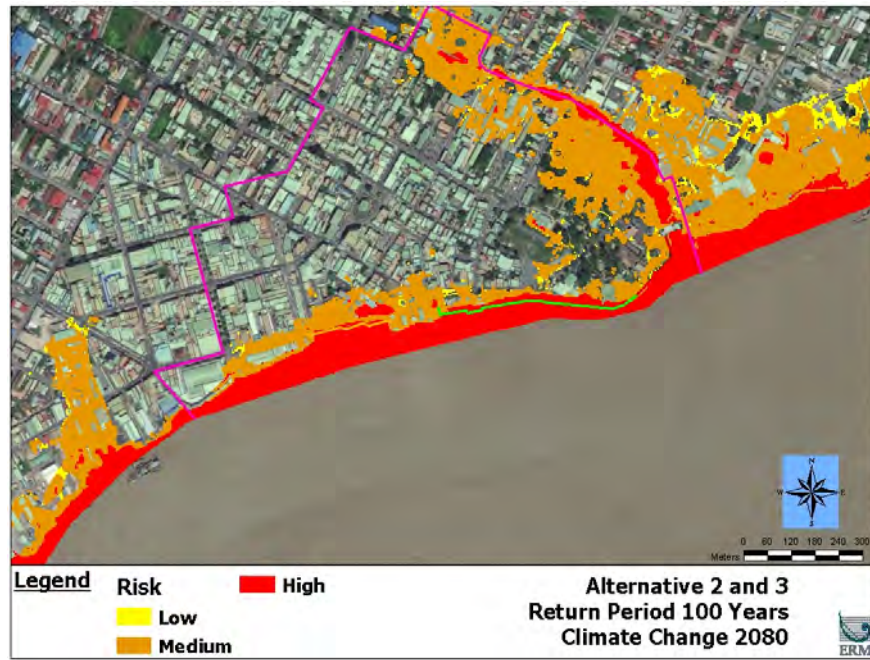 N
W E
S
0 60 120 180 240 300
Meters
Legend
Risk
High
Low
Medium
Alternative 2 and 3
Return Period 100 Years
Climate Change 2080
ERM